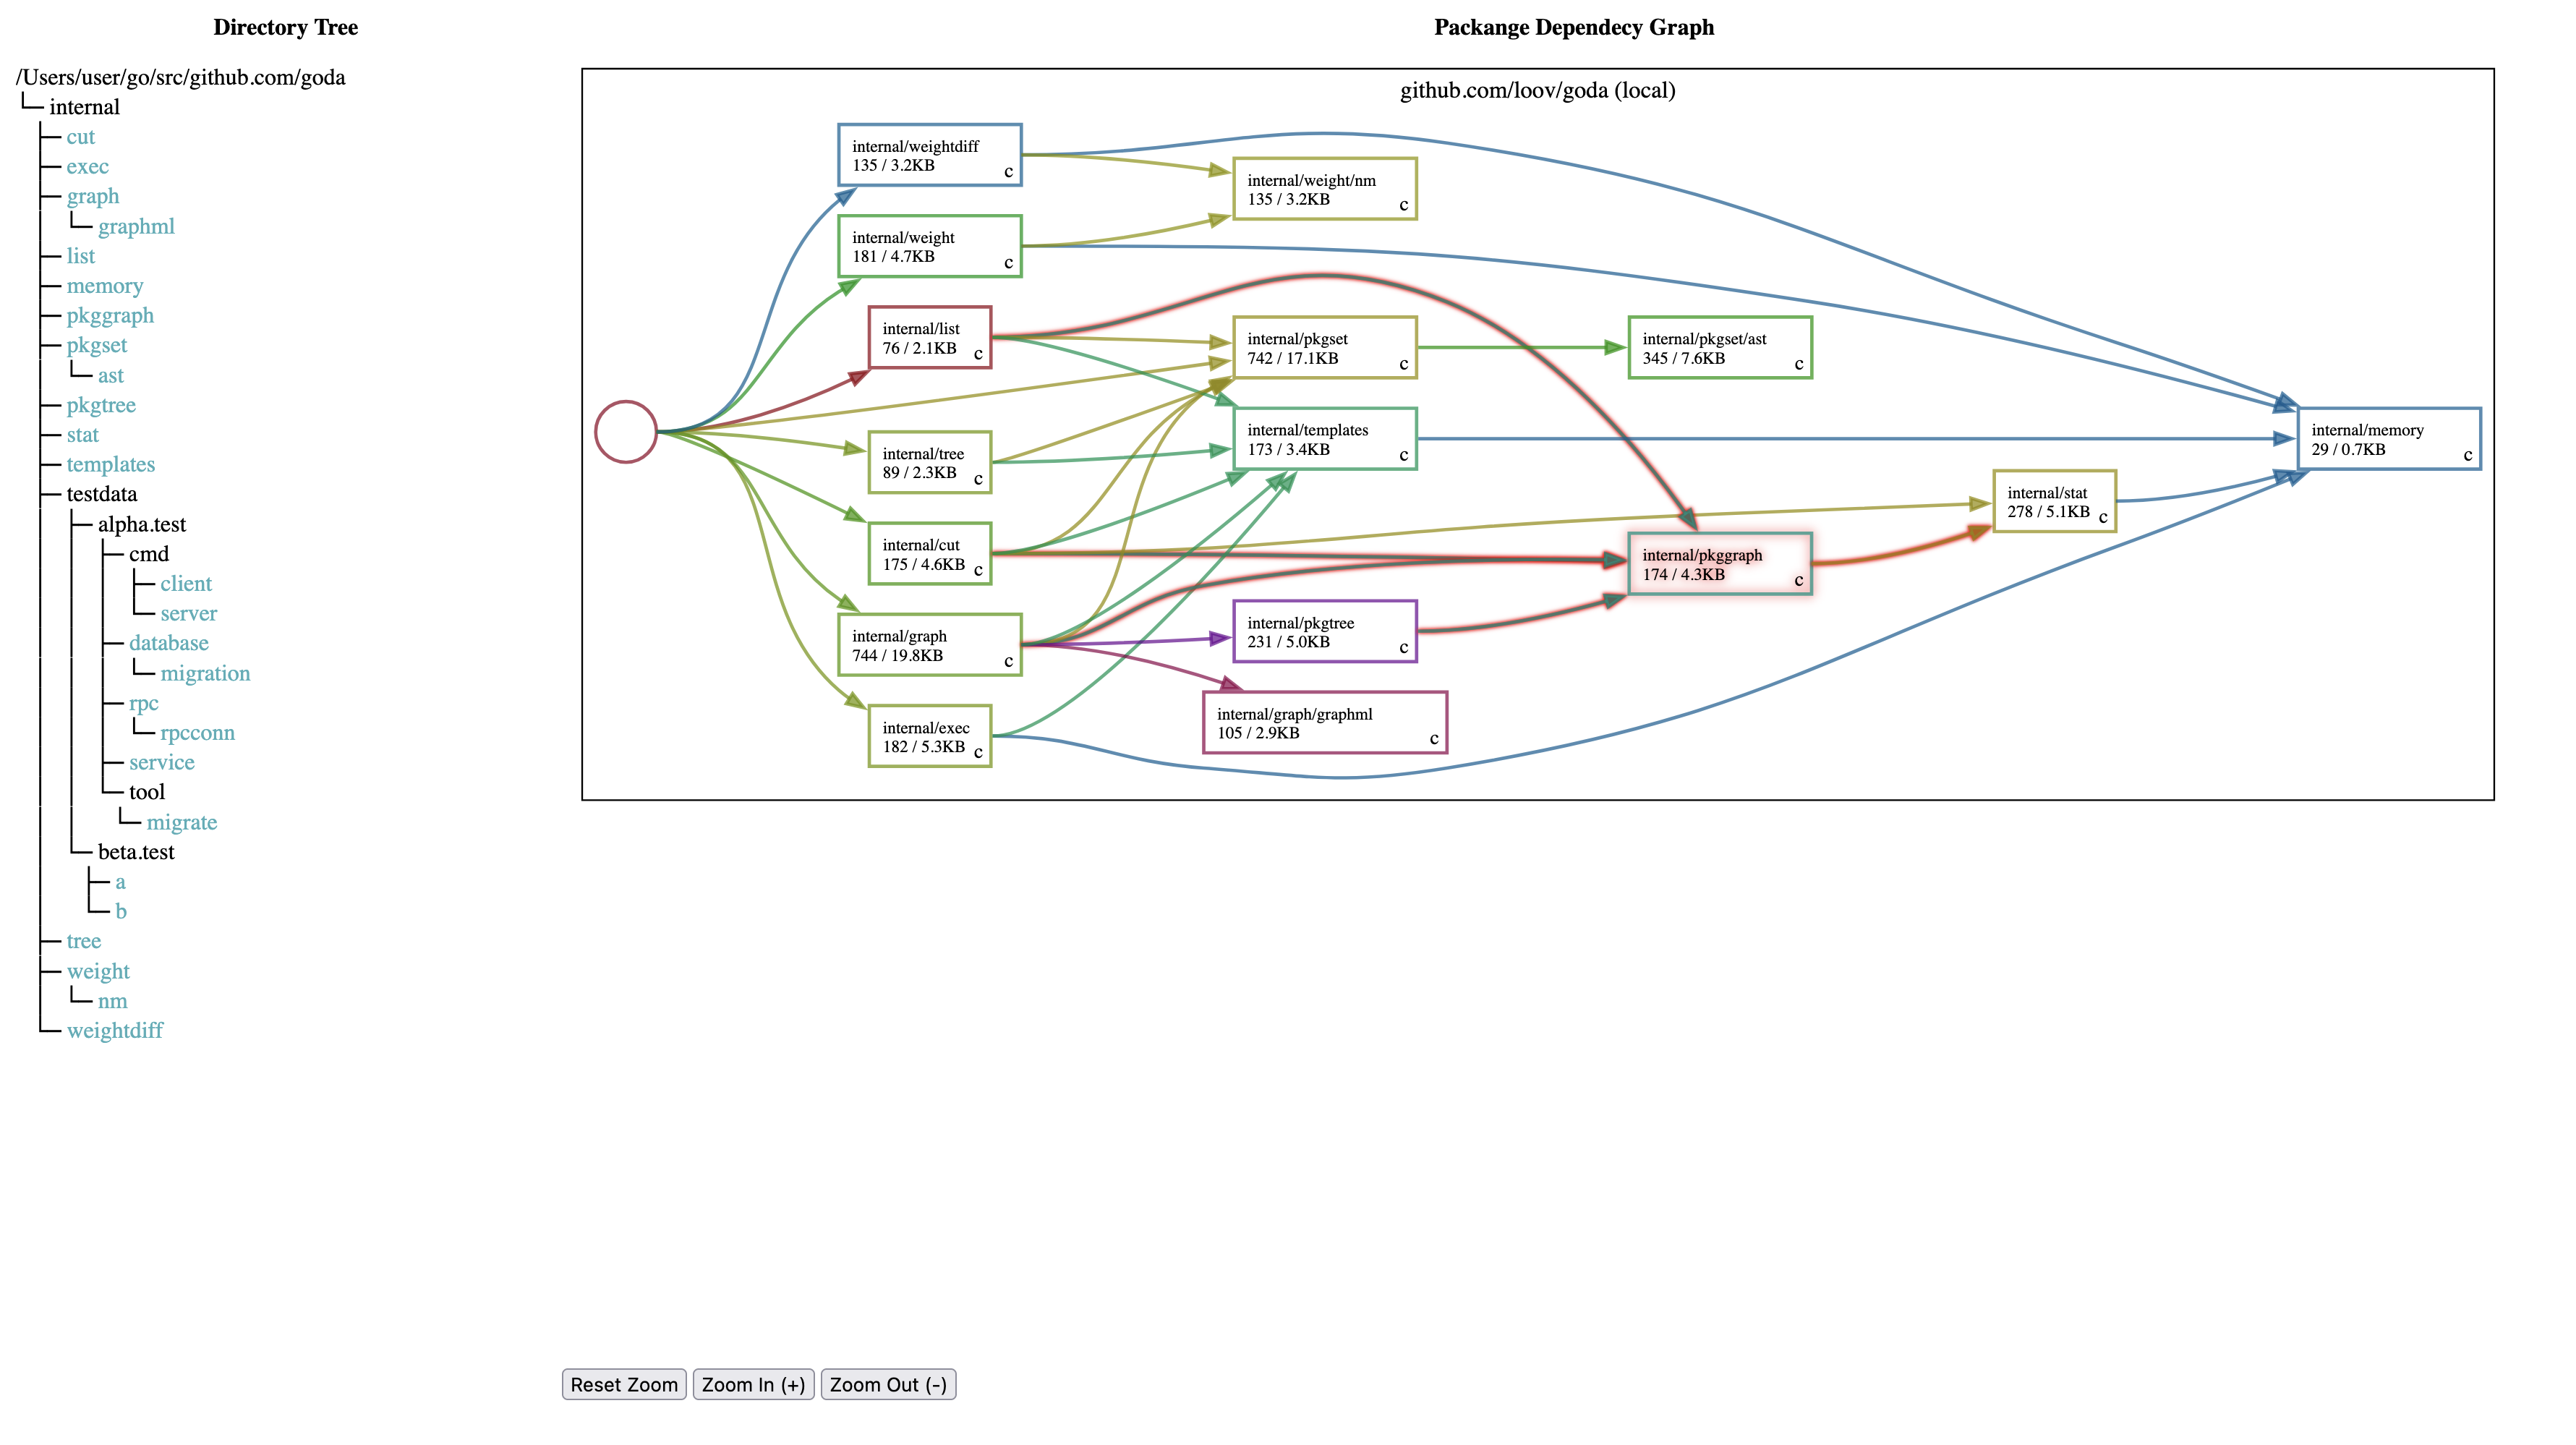 Directory Tree
/Users/user/go/src/github.com/goda
internal
cut
exec
graph
graphml
list
memory
pkggraph
pkgset
ast
pkgtree
stat
templates
testdata
alpha.test
cmd
client
server
database
migration
rpc
rpcconn
service
tool
migrate
beta.test
a
b
tree
weight
nm
weightdiff
Packange Dependecy Graph
github.com/loov/goda (local)
internal/weightdiff
135 / 3.2KB
c
internal/weight
181 / 4.7KB
c
internal/list
76 / 2.1KB
c
internal/tree
89 / 2.3KB
c
internal/cut
175 / 4.6KB
c
internal/graph
744 / 19.8KB
c
internal/exec
182 / 5.3KB
c
internal/weight/nm
135 / 3.2KB
c
internal/pkgset
742 / 17.1KB
c
internal/templates
173 / 3.4KB
c
internal/pkgtree
231 / 5.0KB
c
internal/graph/graphml
105 / 2.9KB
c
internal/pkgset/ast
345 / 7.6KB
c
internal/pkggraph
174 / 4.3KB
c
internal/stat
278 / 5.1KB
c
internal/memory
29 / 0.7KB
c
Reset Zoom
Zoom In (+)
Zoom Out (-)